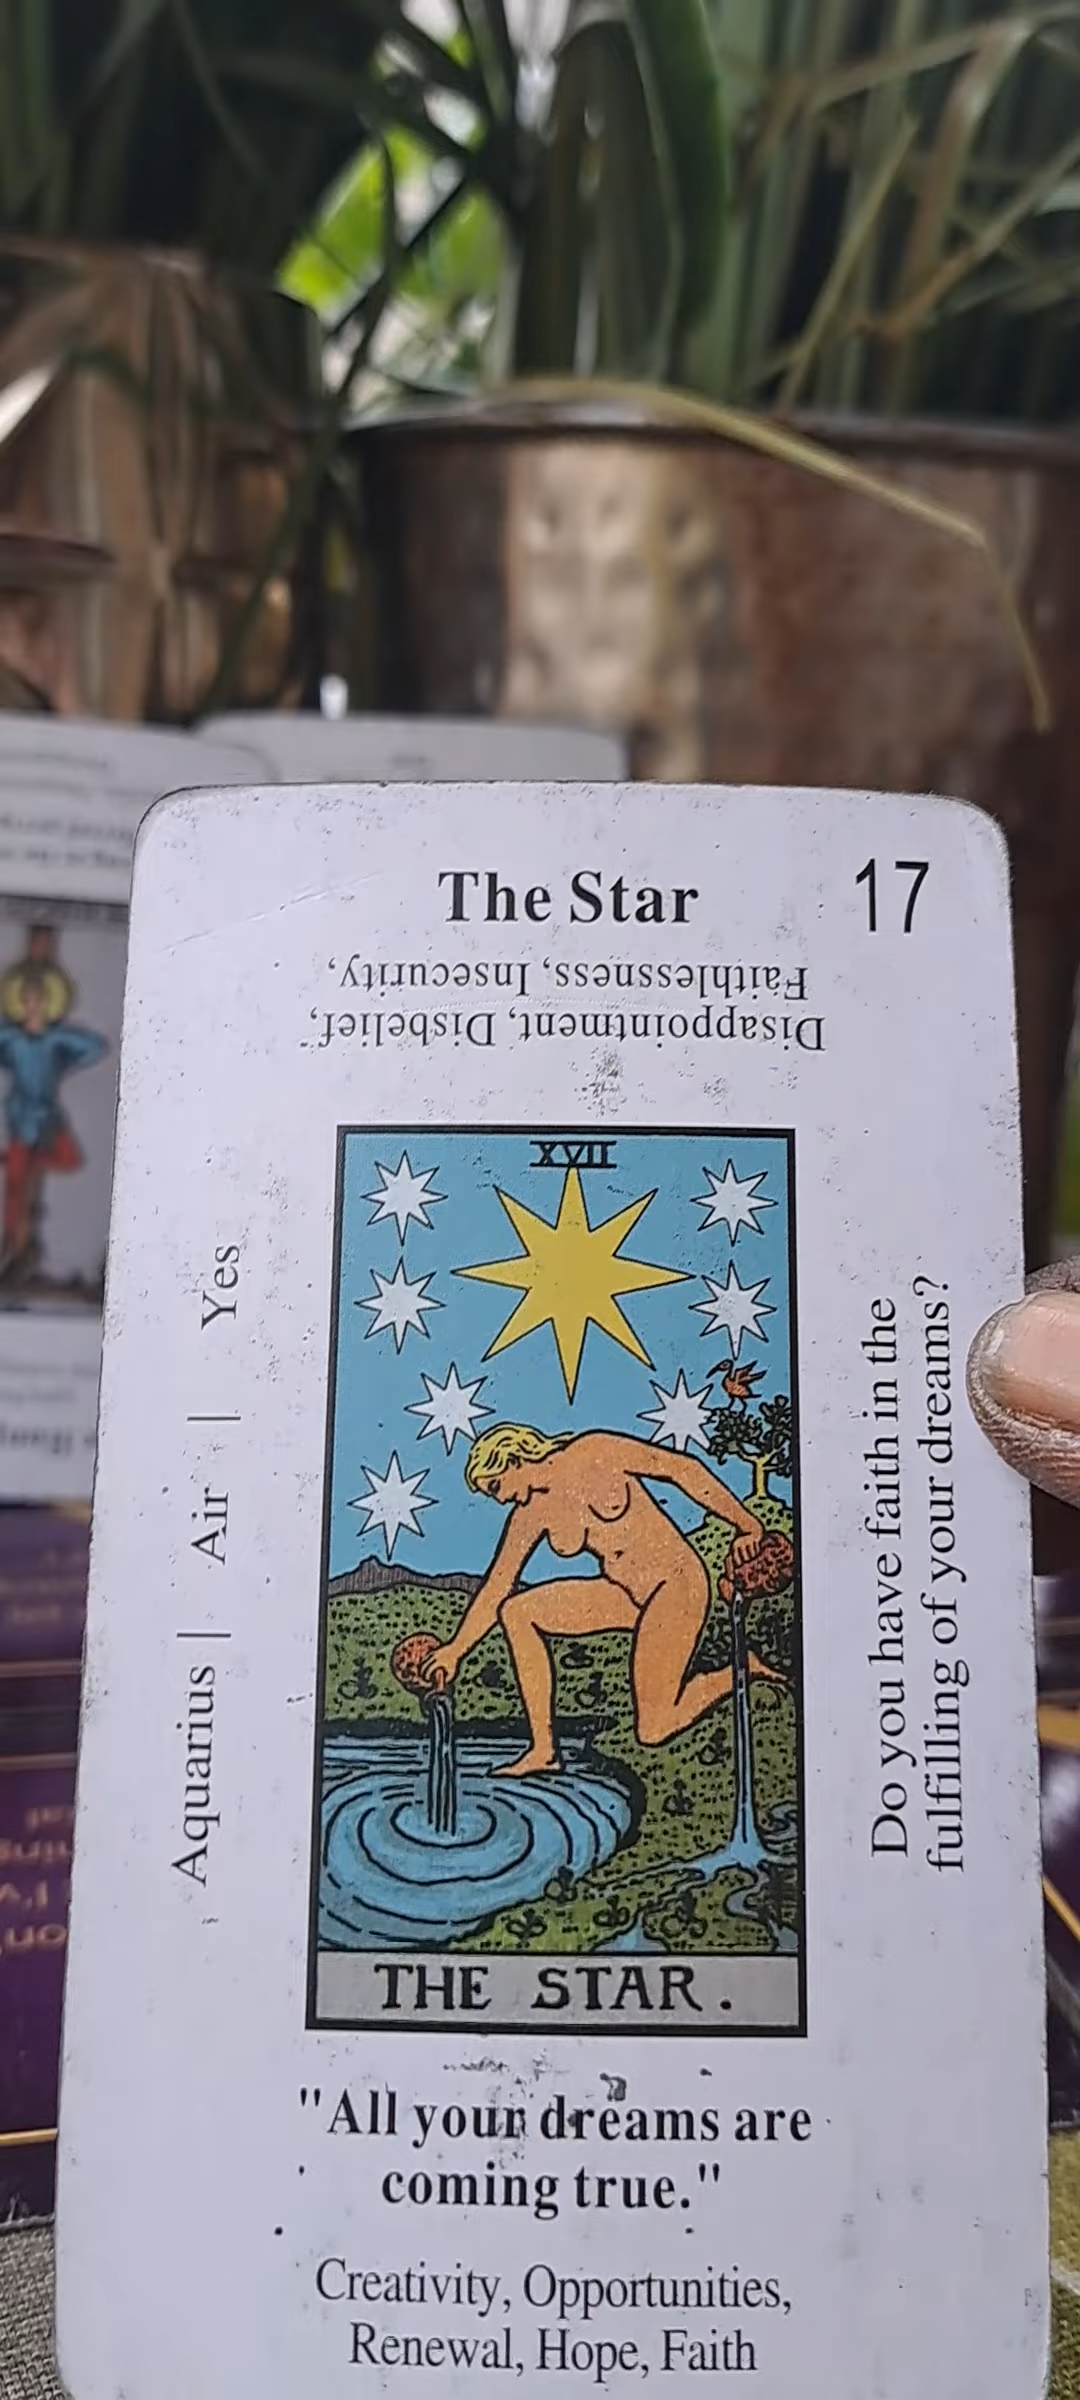 The Star
17
Faithlessness, Insecurity,
Disappointment, Disbelief,
Aquarius | Air | Yes
XVII
THE STAR.
Do you have faith in the
fulfilling of your dreams?
"All your dreams are
coming true."
Creativity, Opportunities,
Renewal, Hope, Faith